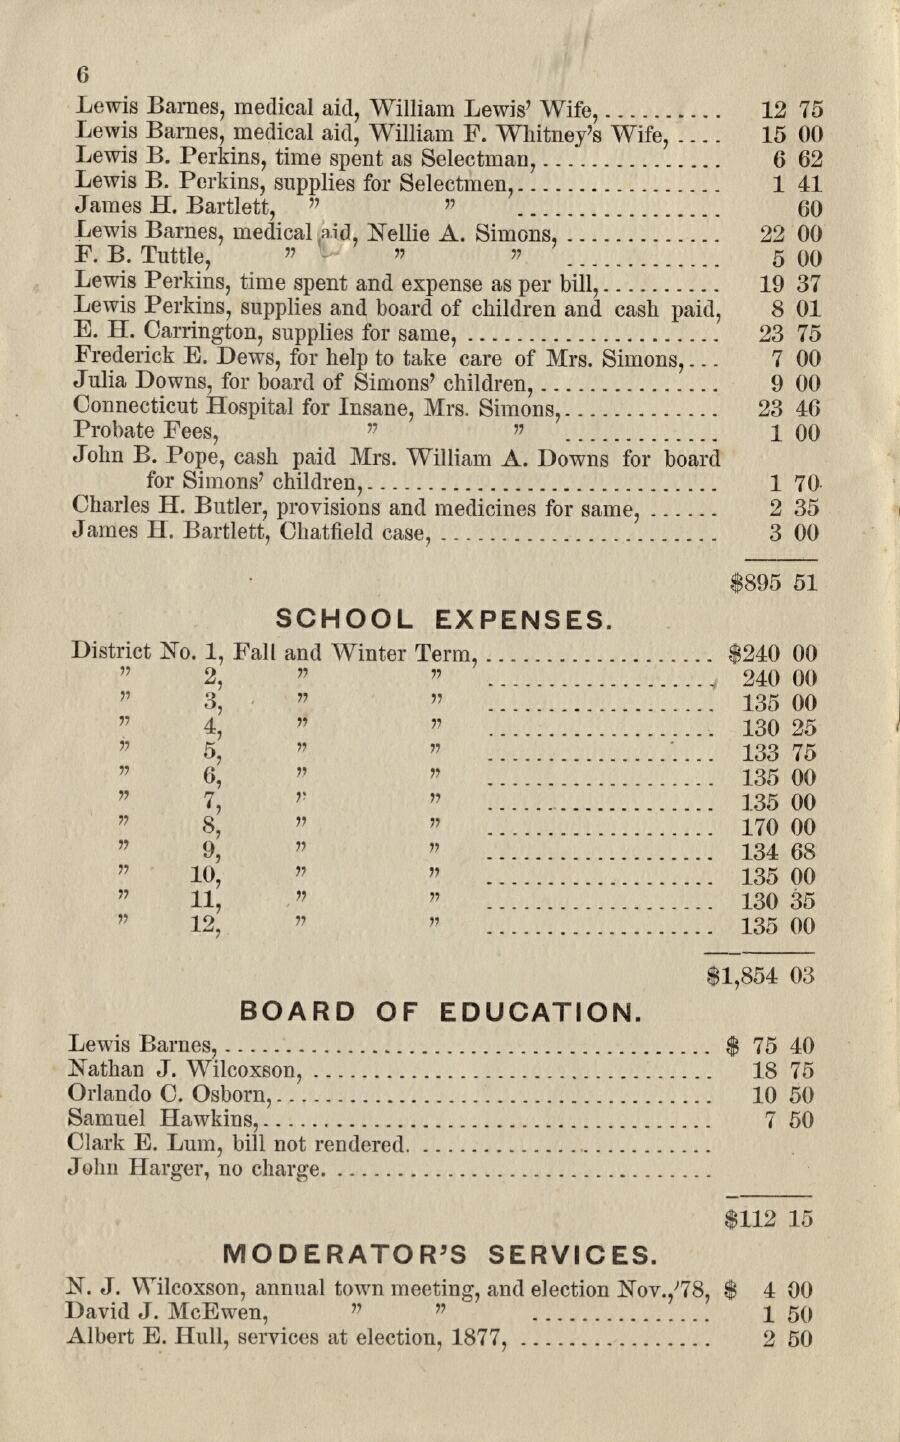 6
Lewis Barnes, medical aid, William Lewis’ Wife,.......... 12 75
Lewis Barnes, medical aid, William F. Whitney’s Wife, .... 15 00
Lewis B. Perkins, time spent as Selectman,............... 6 62
Lewis B. Perkins, supplies for Selectmen,................. 1 41
James H. Bartlett, ” ” ................. 60
Lewis Barnes, medical aid, Nellie A. Simons, ............. 22 00
F. B. Tuttle, ” ” ” ............. 5 00
Lewis Perkins, time spent and expense as per bill,.......... 19 37
Lewis Perkins, supplies and board of children and cash paid, 8 01
E. H. Carrington, supplies for same, ..................... 23 75
Frederick E. Dews, for help to take care of Mrs. Simons,... 7 00
Julia Downs, for board of Simons’ children,............... 9 00
Connecticut Hospital for Insane, Mrs. Simons,............. 23 46
Probate Fees, ” ” ............. 1 00
John B. Pope, cash paid Mrs. William A. Downs for board
for Simons’ children,............................. 1 70
Charles H. Butler, provisions and medicines for same, ...... 2 35
James H. Bartlett, Chatfield case, ....................... 3 00
$895 51
SCHOOL EXPENSES.
District No. 1, Fall and Winter Term, ................... $240 00
” 2, ” ” ................... 240 00
” 3, ” ” ................... 135 00
” 4, ” ” ................... 130 25
” 5, ” ” ................... 133 75
” 6, ” ” ................... 135 00
” 7, ” ” ................... 135 00
” 8, ” ” ................... 170 00
” 9, ” ” ................... 134 68
” 10, ” ” ................... 135 00
” 11, ” ” ................... 130 35
” 12, ” ” ................... 135 00
$1,854 03
BOARD OF EDUCATION.
Lewis Barnes,........................................ $ 75 40
Nathan J. Wilcoxson, ................................. 18 75
Orlando C. Osborn,.................................... 10 50
Samuel Hawkins,..................................... 7 50
Clark E. Lum, bill not rendered. .........................
John Harger, no charge. ................................
$112 15
MODERATOR’S SERVICES.
N. J. Wilcoxson, annual town meeting, and election Nov.,’78, $ 4 00
David J. McEwen, ” ” ............... 1 50
Albert E. Hull, services at election, 1877, ................ 2 50